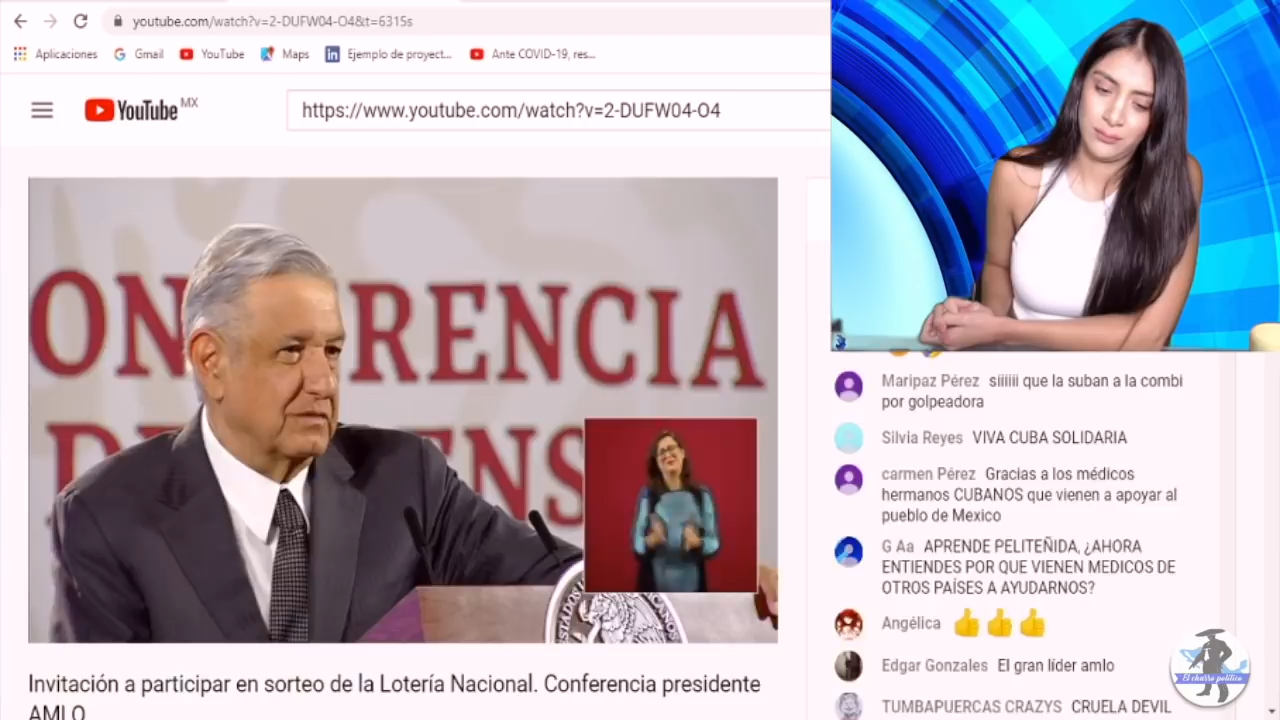 youtube.com/watch?v=2-DUFW04-O4&t=6315s
Aplicaciones
Gmail
YouTube
Maps
Ejemplo de proyect...
Ante COVID-19, res...
YouTube MX
https://www.youtube.com/watch?v=2-DUFW04-O4
ONFERENCIA
Invitación a participar en sorteo de la Lotería Nacional. Conferencia presidente
AMLO
Maripaz Pérez siiiiii que la suban a la combi
por golpeadora
Silvia Reyes VIVA CUBA SOLIDARIA
carmen Pérez Gracias a los médicos
hermanos CUBANOS que vienen a apoyar al
pueblo de Mexico
G Aa APRENDE PELITEÑIDA, ¿AHORA
ENTIENDES POR QUE VIENEN MEDICOS DE
OTROS PAÍSES A AYUDARNOS?
Angélica
Edgar Gonzales El gran líder amlo
TUMBAPUERCAS CRAZYS CRUELA DEVIL
El charro político